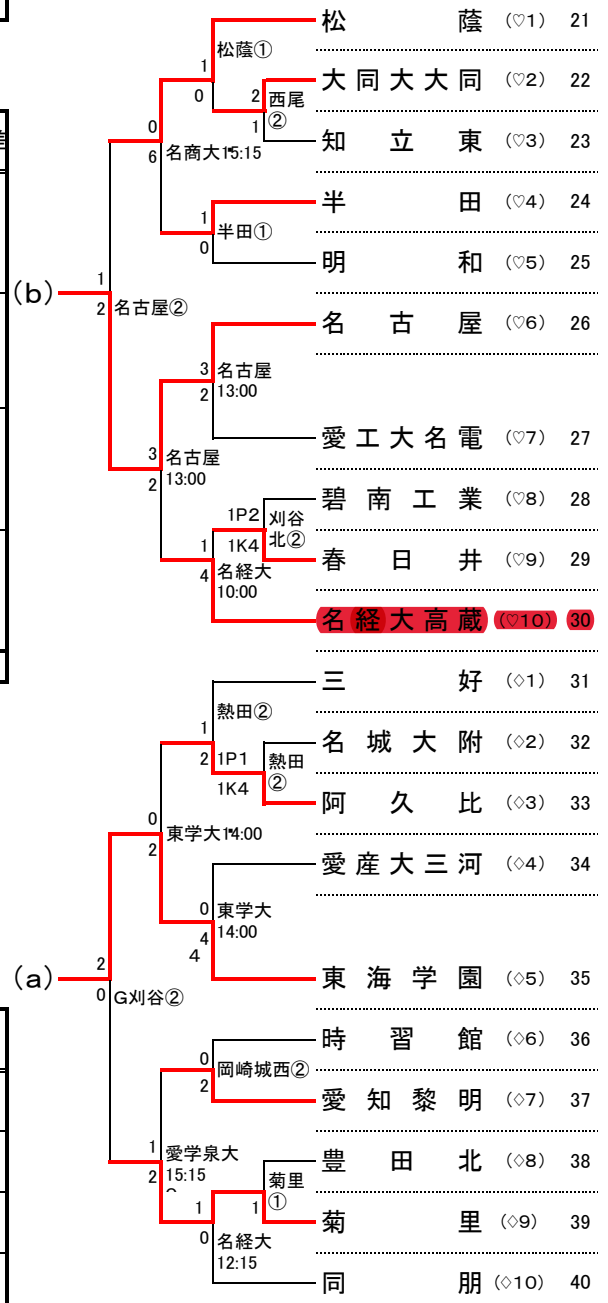 松蔭 (♡1) 21
松蔭①
1
0
大同大大同 (♡2) 22
2 西尾
②
1
知立東 (♡3) 23
0
6 名商大*15:15
半田 (♡4) 24
1
0 半田①
明和 (♡5) 25
(b)
1
2 名古屋②
名古屋 (♡6) 26
3 名古屋
2 13:00
愛工大名電 (♡7) 27
3 名古屋
2 13:00
碧南工業 (♡8) 28
1P2 刈谷
1K4 北②
春日井 (♡9) 29
1
4 名経大
10:00
名経大高蔵 (♡10) 30
三好 (◇1) 31
熱田②
1
2
名城大附 (◇2) 32
1P1 熱田
1K4 ②
阿久比 (◇3) 33
0
2 東学大*14:00
愛産大三河 (◇4) 34
0 東学大
4 14:00
4
東海学園 (◇5) 35
(a)
2
0 G刈谷②
時習館 (◇6) 36
0
2 岡崎城西②
愛知黎明 (◇7) 37
1 愛学泉大
2 15:15
豊田北 (◇8) 38
菊里
①
1
菊里 (◇9) 39
1
0 名経大
12:15
同朋 (◇10) 40